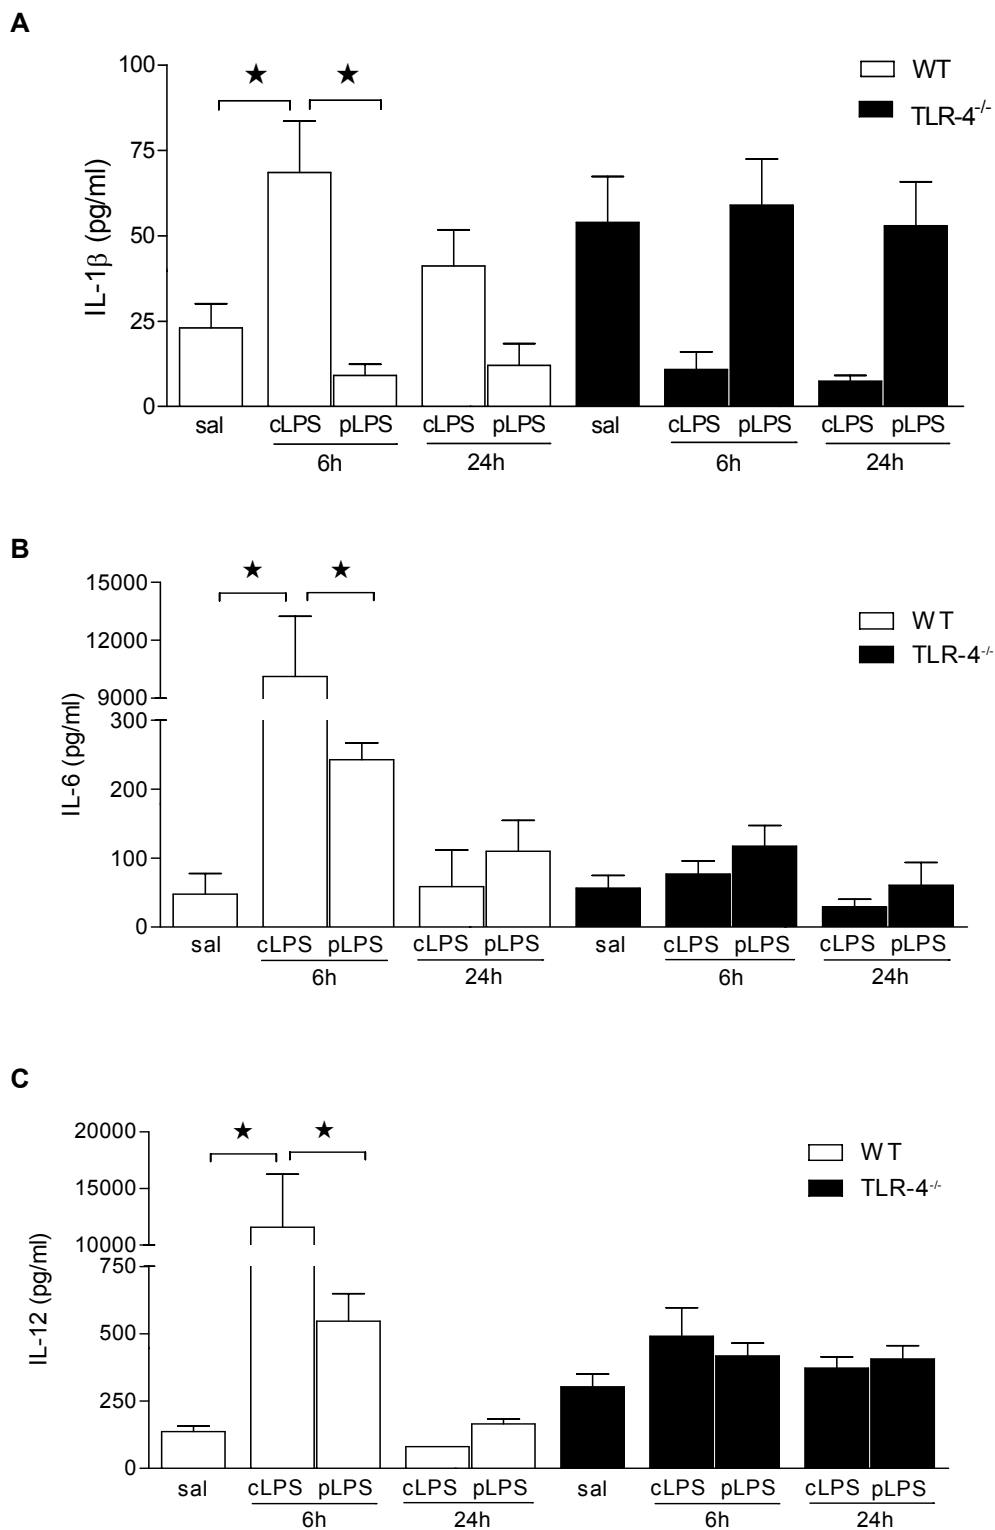 A
100
75
50
25
0
IL-1β (pg/ml)
★ ★
WT
TLR-4-/-
sal cLPS pLPS cLPS pLPS sal cLPS pLPS cLPS pLPS
6h 24h 6h 24h
B
15000
12000
9000
300
200
100
0
IL-6 (pg/ml)
★ ★
WT
TLR-4-/-
sal cLPS pLPS cLPS pLPS sal cLPS pLPS cLPS pLPS
6h 24h 6h 24h
C
20000
15000
10000
750
500
250
0
IL-12 (pg/ml)
★ ★
WT
TLR-4-/-
sal cLPS pLPS cLPS pLPS sal cLPS pLPS cLPS pLPS
6h 24h 6h 24h